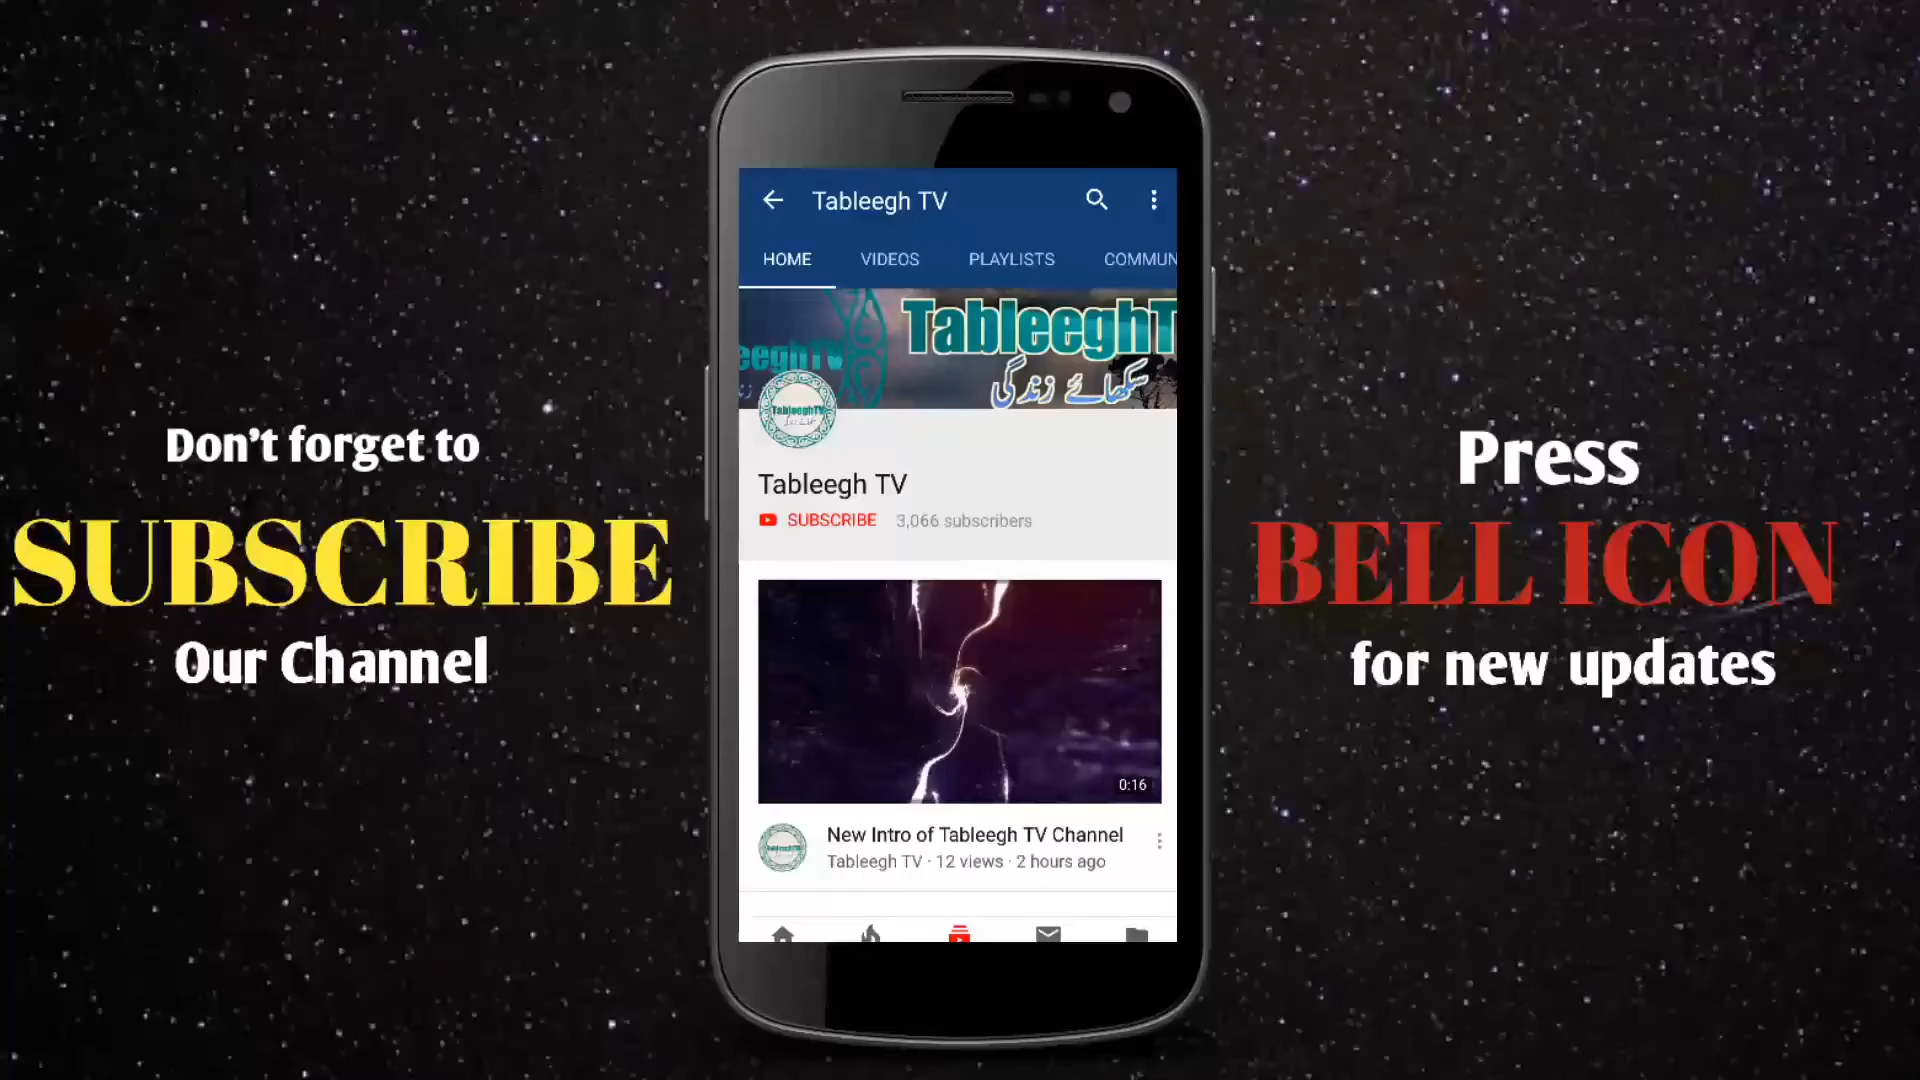 Don't forget to
SUBSCRIBE
Our Channel
Tableegh TV
HOME VIDEOS PLAYLISTS COMMUN
TableeghT
eeghTV
سکھائے زندگی
TableeghTV
Tableegh TV
SUBSCRIBE 3,066 subscribers
0:16
New Intro of Tableegh TV Channel
Tableegh TV · 12 views · 2 hours ago
Press
BELL ICON
for new updates